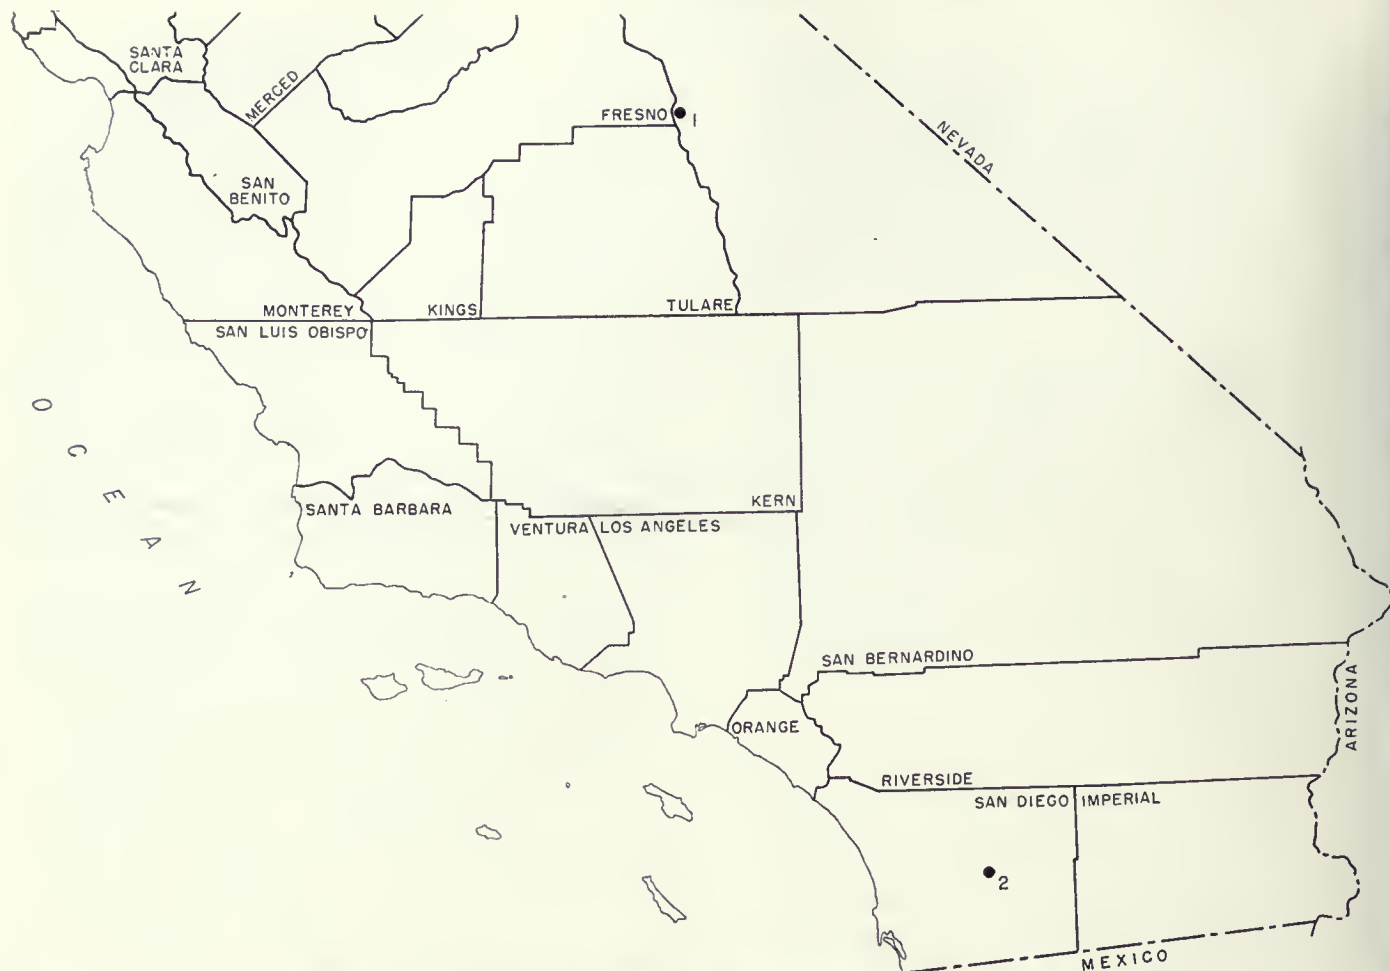 SANTA
CLARA
MERCED
FRESNO
1
NEVADA
SAN
BENITO
MONTEREY
KINGS
TULARE
SAN LUIS OBISPO
OCEAN
SANTA BARBARA
KERN
VENTURA
LOS ANGELES
SAN BERNARDINO
ARIZONA
ORANGE
RIVERSIDE
SAN DIEGO
IMPERIAL
2
MEXICO